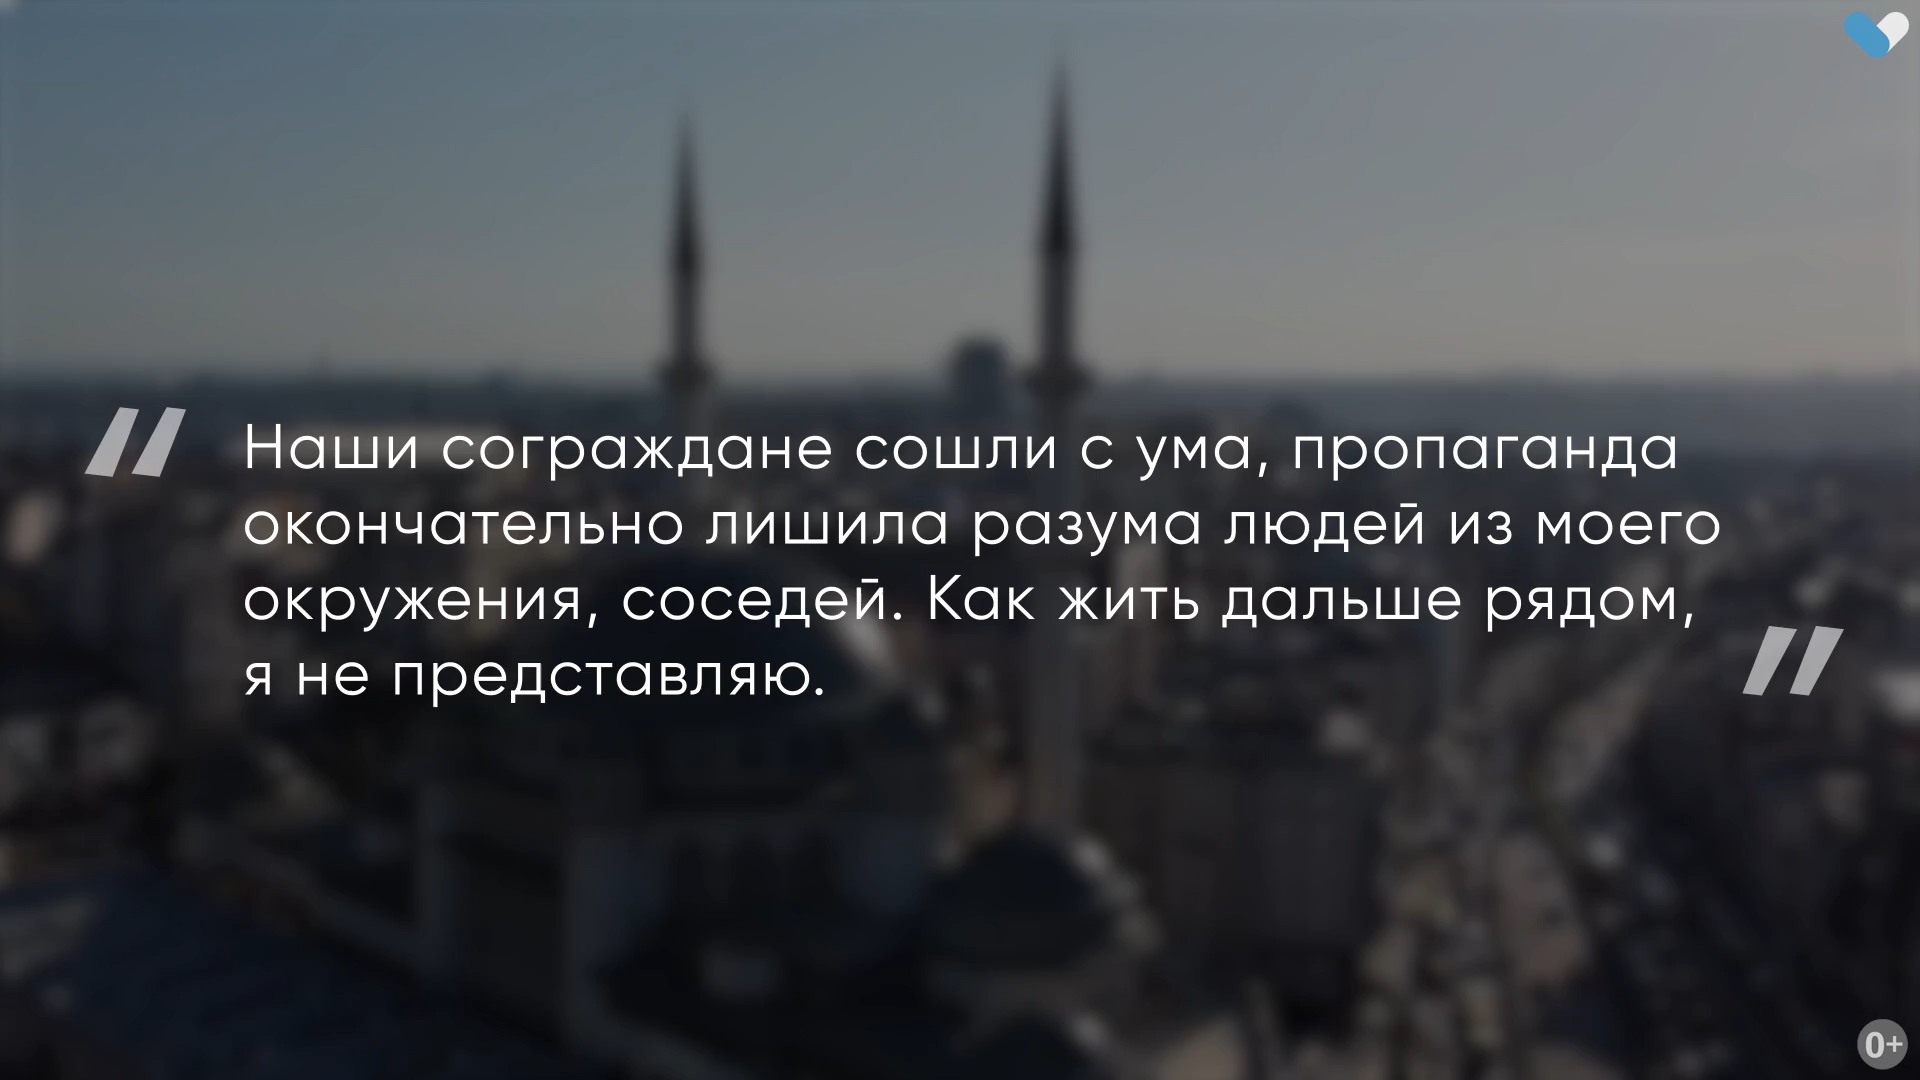 Наши сограждане сошли с ума, пропаганда
окончательно лишила разума людей из моего
окружения, соседей. Как жить дальше рядом,
я не представляю.
0+